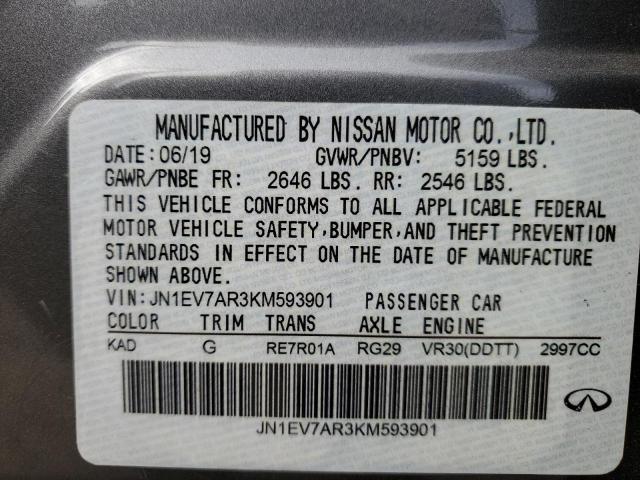 MANUFACTURED BY NISSAN MOTOR CO.,LTD.
DATE:06/19 GVWR/PNBV: 5159 LBS.
GAWR/PNBE FR: 2646 LBS. RR: 2546 LBS.
THIS VEHICLE CONFORMS TO ALL APPLICABLE FEDERAL
MOTOR VEHICLE SAFETY,BUMPER,AND THEFT PREVENTION
STANDARDS IN EFFECT ON THE DATE OF MANUFACTURE
SHOWN ABOVE.
VIN:JN1EV7AR3KM593901 PASSENGER CAR
COLOR TRIM TRANS AXLE ENGINE
KAD G RE7R01A RG29 VR30(DDTT) 2997CC
JN1EV7AR3KM593901